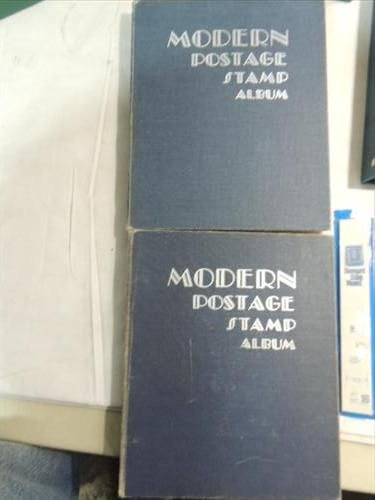 MODERN
POSTAGE
STAMP
ALBUM
MODERN
POSTAGE
STAMP
ALBUM